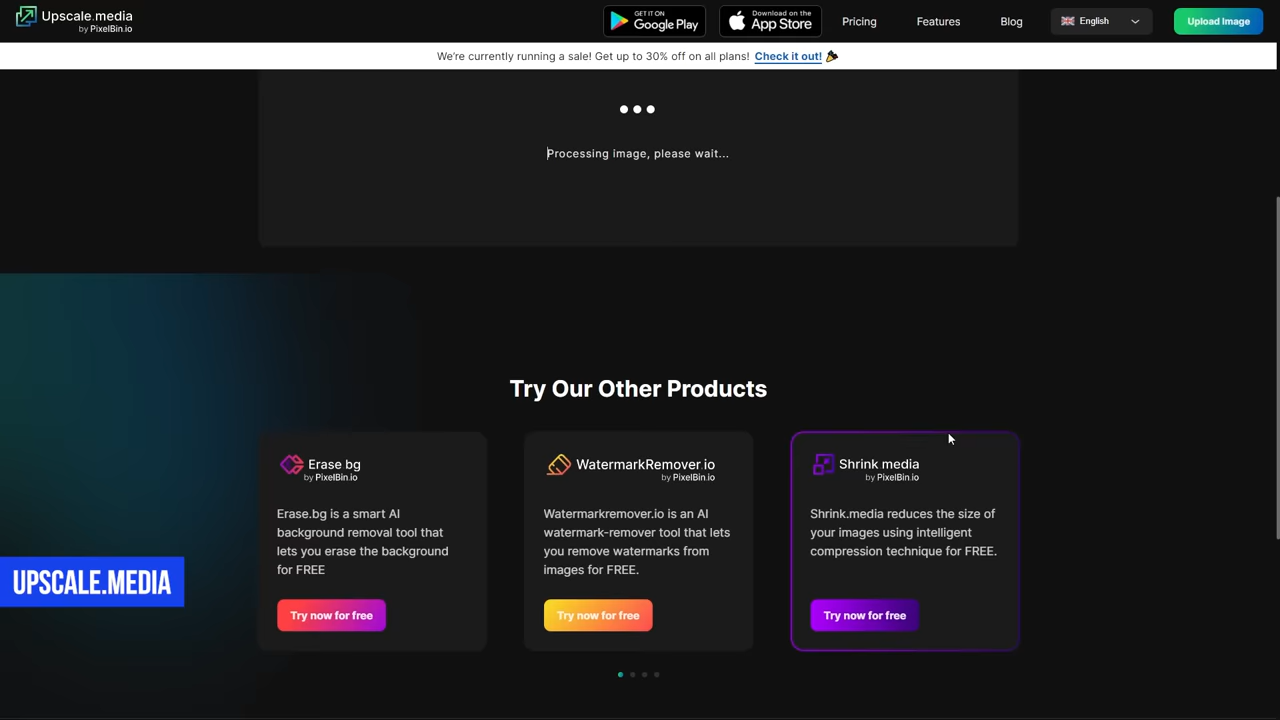 Upscale.media
by PixelBin.io
GET IT ON
Google Play
Download on the
App Store
Pricing
Features
Blog
English
Upload Image
We're currently running a sale! Get up to 30% off on all plans! Check it out!
Processing image, please wait...
Try Our Other Products
Erase bg
by PixelBin.io
Erase.bg is a smart AI
background removal tool that
lets you erase the background
for FREE
Try now for free
WatermarkRemover.io
by PixelBin.io
Watermarkremover.io is an AI
watermark-remover tool that lets
you remove watermarks from
images for FREE.
Try now for free
Shrink media
by PixelBin.io
Shrink.media reduces the size of
your images using intelligent
compression technique for FREE.
Try now for free
UPSCALE.MEDIA